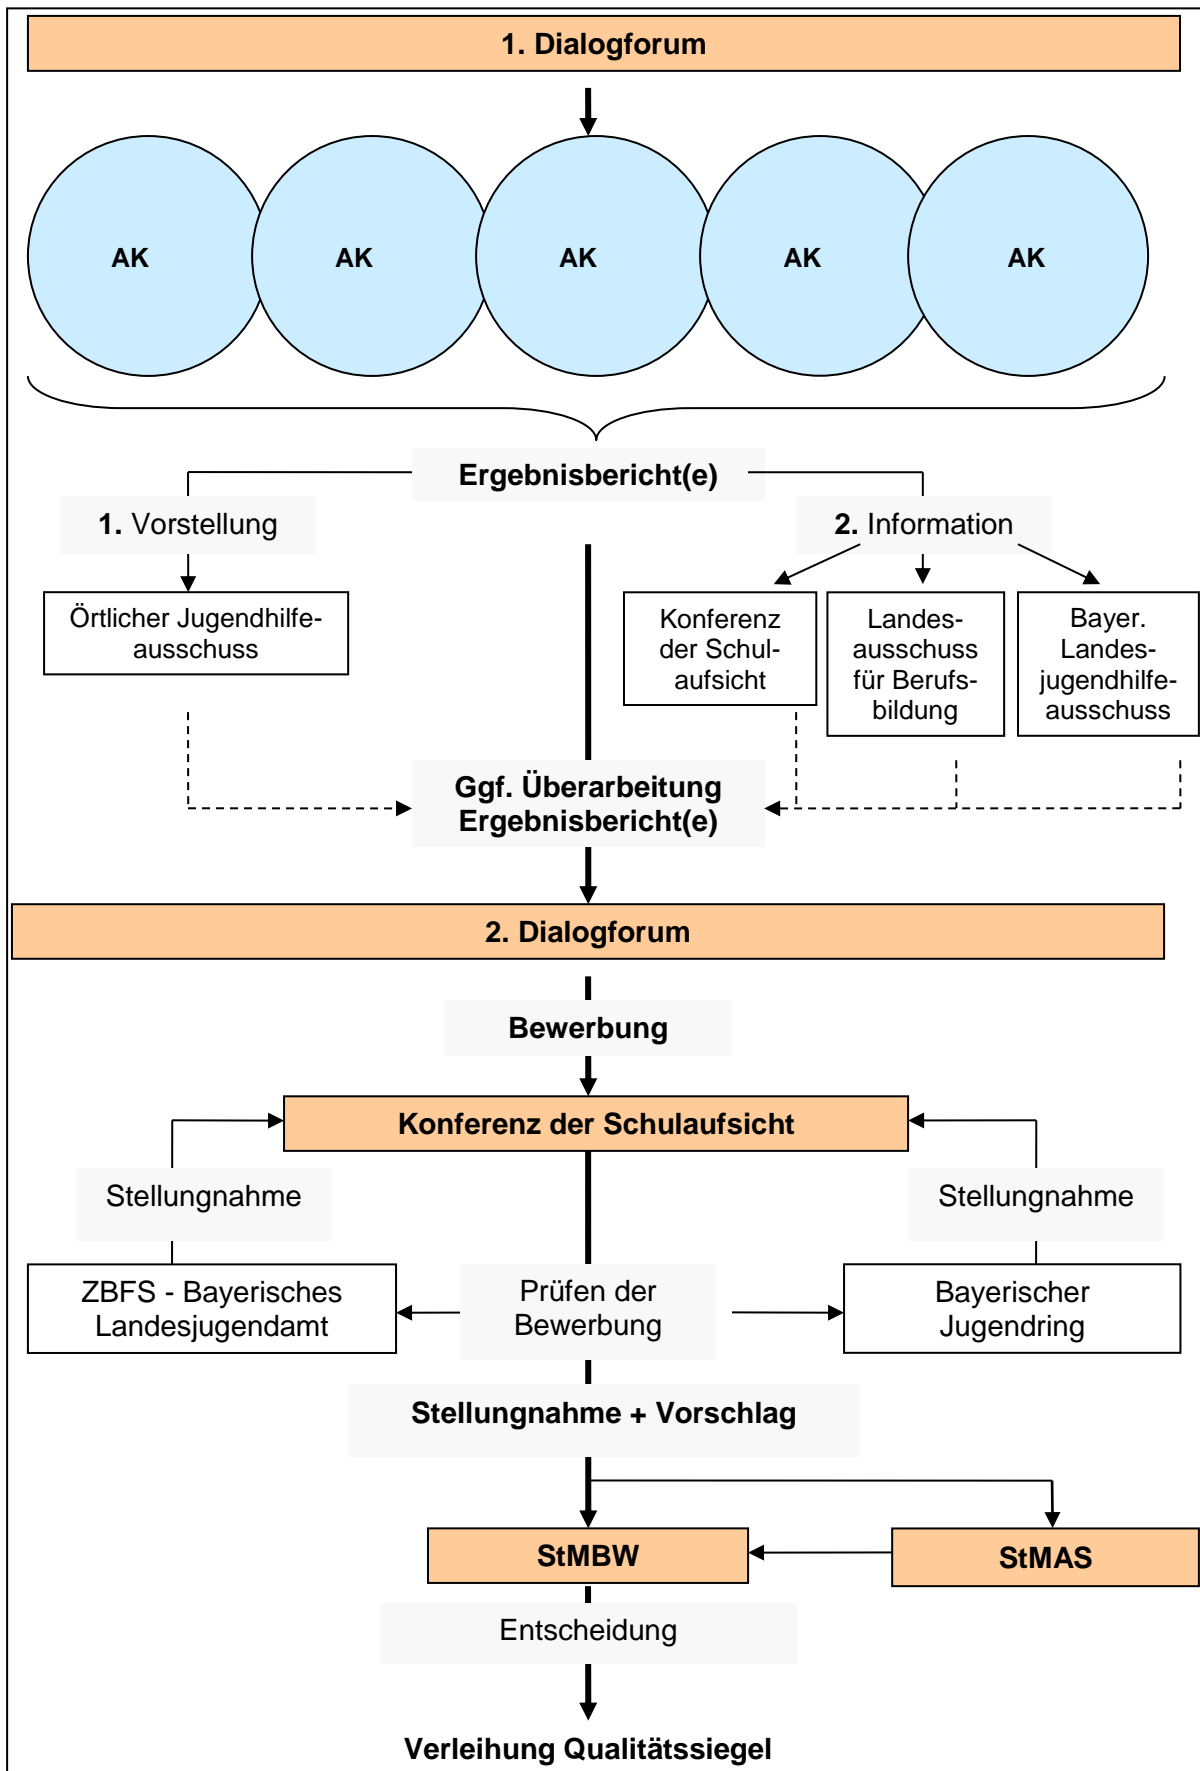 1. Dialogforum
AK
AK
AK
AK
AK
Ergebnisbericht(e)
1. Vorstellung
2. Information
Örtlicher Jugendhilfe-
ausschuss
Konferenz
der Schul-
aufsicht
Landes-
ausschuss
für Berufs-
bildung
Bayer.
Landes-
jugendhilfe-
ausschuss
Ggf. Überarbeitung
Ergebnisbericht(e)
2. Dialogforum
Bewerbung
Konferenz der Schulaufsicht
Stellungnahme
Stellungnahme
ZBFS - Bayerisches
Landesjugendamt
Prüfen der
Bewerbung
Bayerischer
Jugendring
Stellungnahme + Vorschlag
StMBW
StMAS
Entscheidung
Verleihung Qualitätssiegel